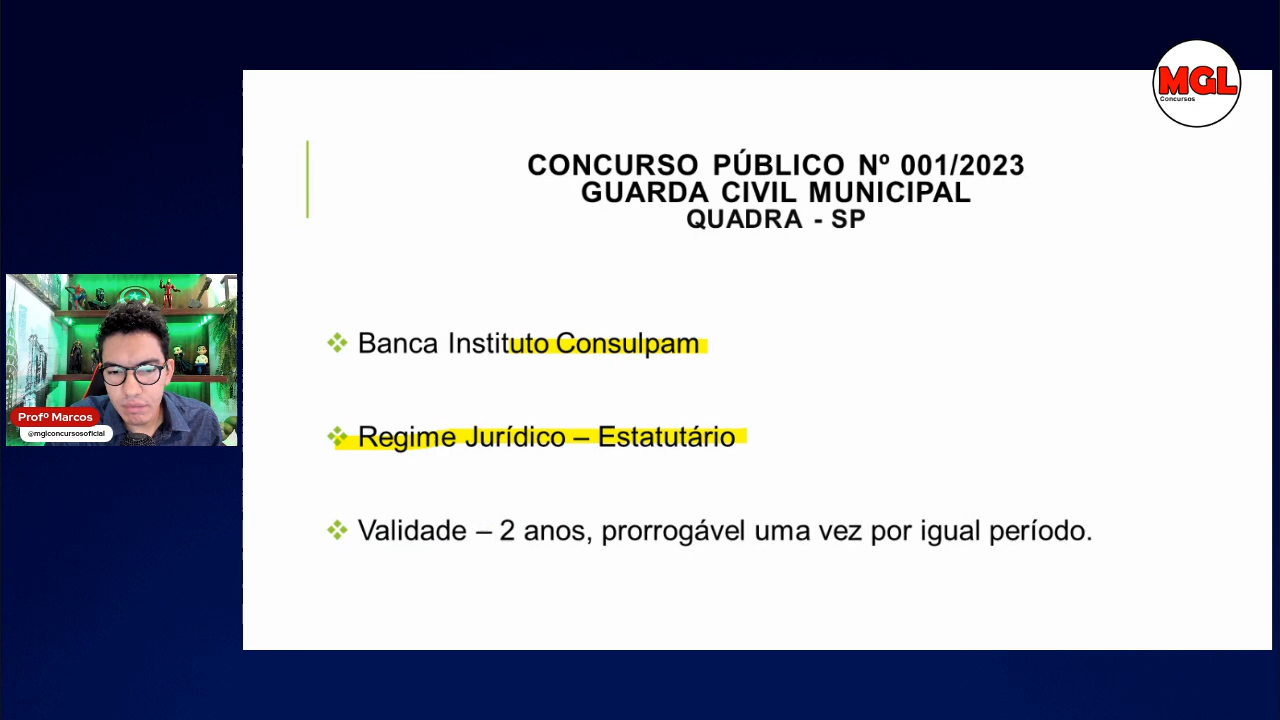 MGL
Concursos
CONCURSO PÚBLICO Nº 001/2023
GUARDA CIVIL MUNICIPAL
QUADRA - SP
Banca Instituto Consulpam
Regime Jurídico – Estatutário
Validade – 2 anos, prorrogável uma vez por igual período.
Profº Marcos
@mglconcursosoficial